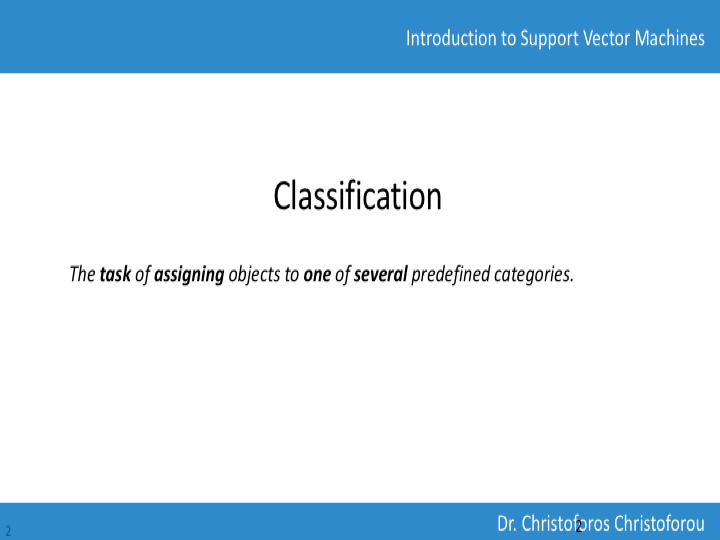 Introduction to Support Vector Machines
Classification
The task of assigning objects to one of several predefined categories.
Dr. Christoforos Christoforou
2
2